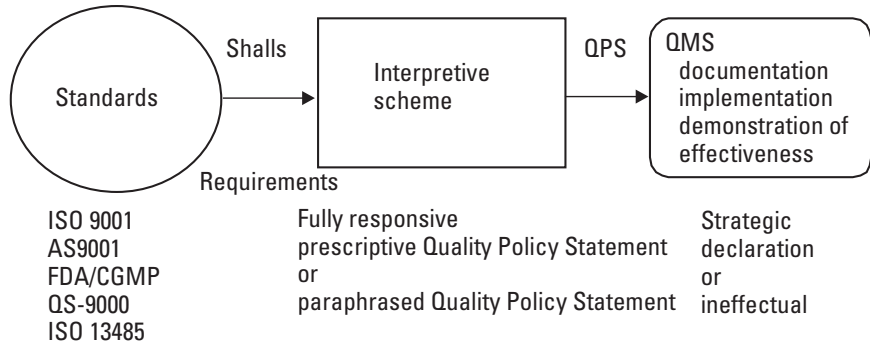 Shalls
QPS
Standards
Interpretive
scheme
QMS
documentation
implementation
demonstration of
effectiveness
Requirements
ISO 9001
AS9001
FDA/CGMP
QS-9000
ISO 13485
Fully responsive
prescriptive Quality Policy Statement
or
paraphrased Quality Policy Statement
Strategic
declaration
or
ineffectual